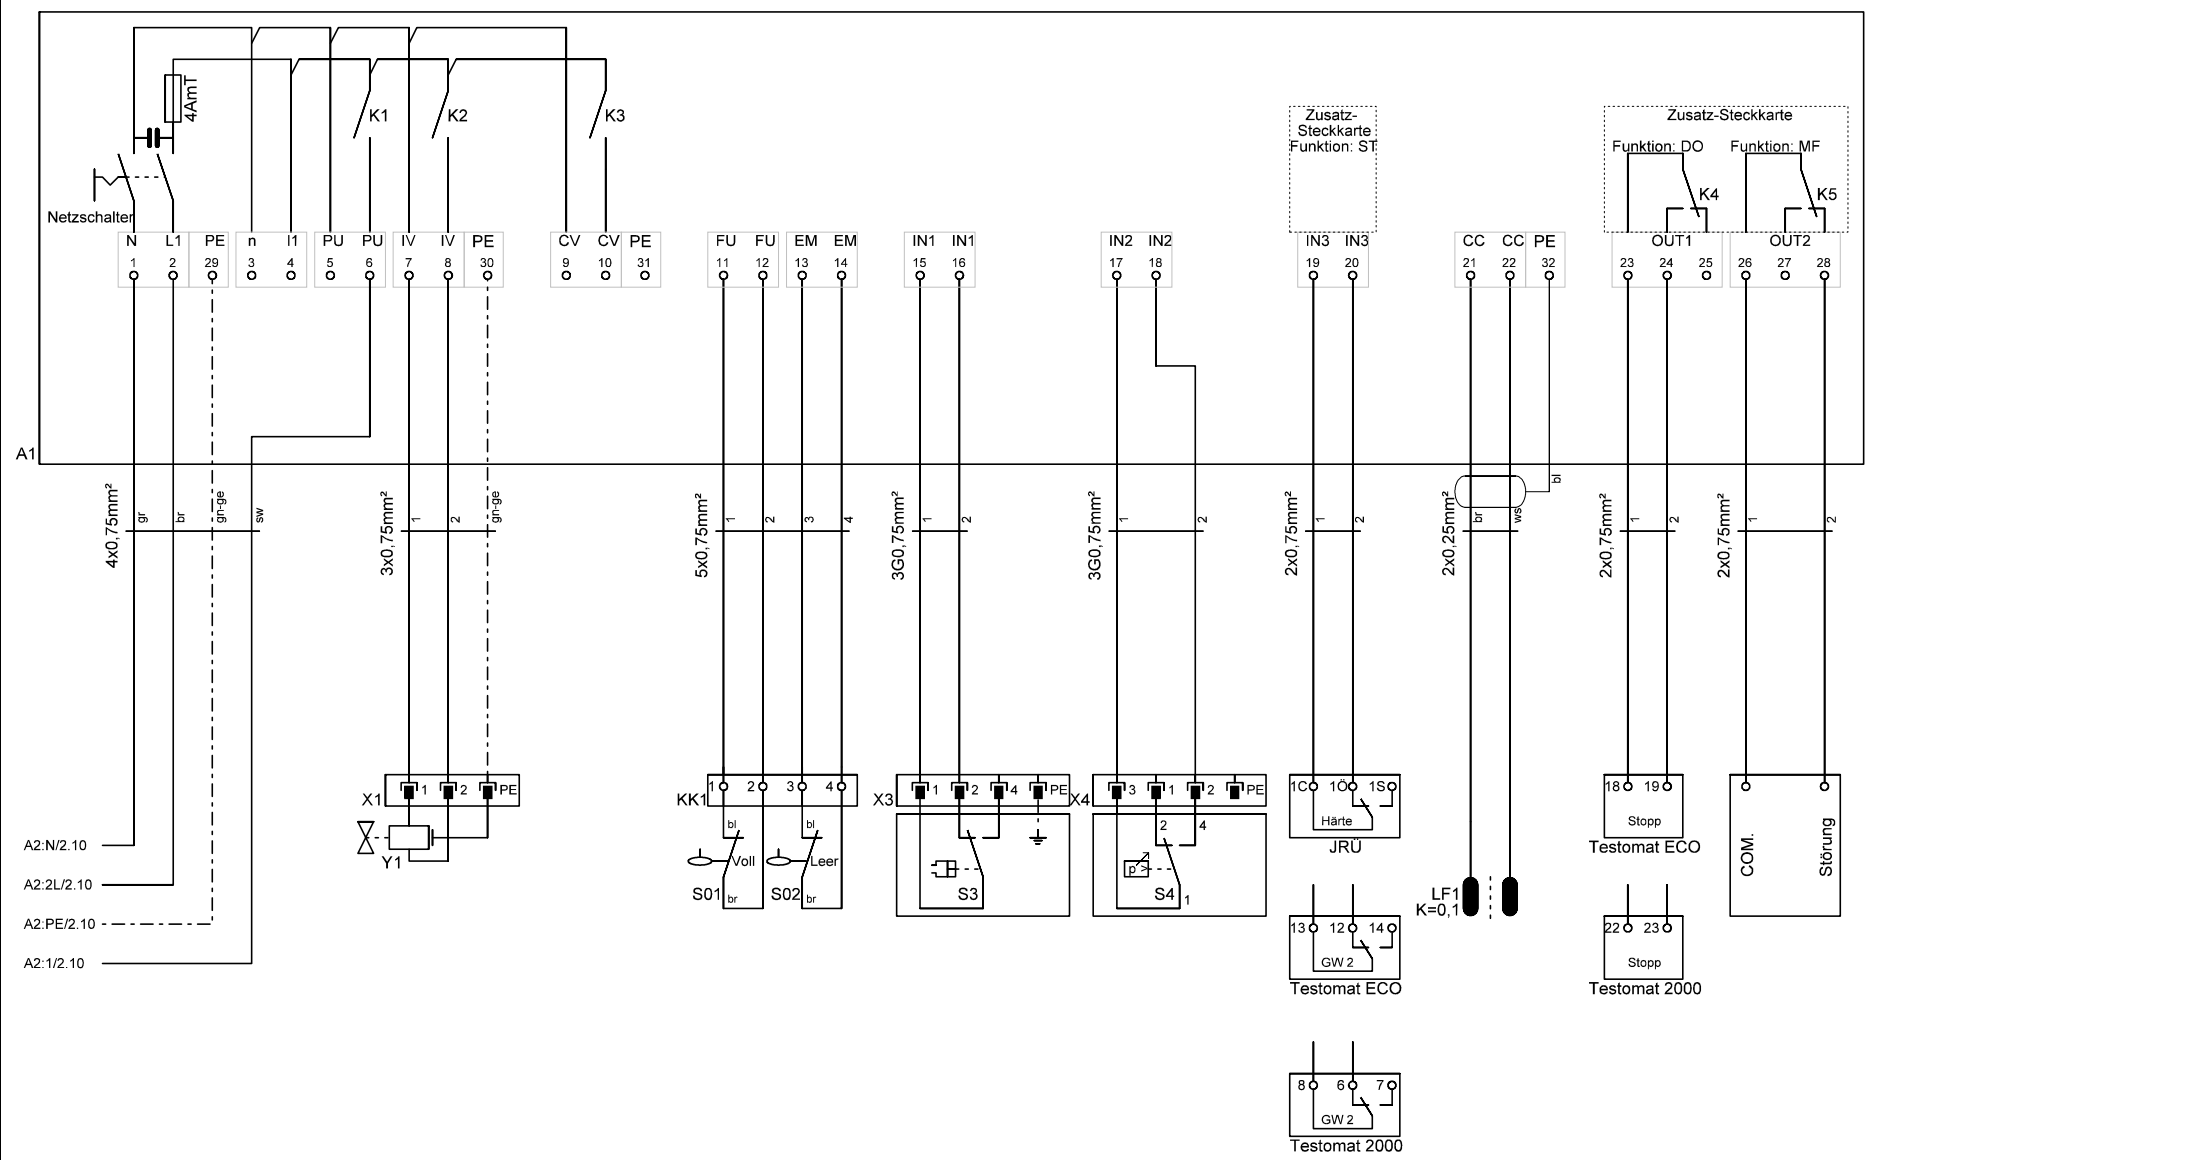 4AmT
K1
K2
K3
Netzschalter
Zusatz-
Steckkarte
Funktion: ST
Zusatz-Steckkarte
Funktion: DO
Funktion: MF
K4
K5
N L1 PE n l1 PU PU IV IV PE CV CV PE FU FU EM EM IN1 IN1 IN2 IN2 IN3 IN3 CC CC PE OUT1 OUT2
1 2 29 3 4 5 6 7 8 30 9 10 31 11 12 13 14 15 16 17 18 19 20 21 22 32 23 24 25 26 27 28
A1
4x0,75mm²
gr
br
gn-ge
sw
3x0,75mm²
1
2
gn-ge
5x0,75mm²
1
2
3
4
3G0,75mm²
1
2
3G0,75mm²
1
2
2x0,75mm²
1
2
2x0,25mm²
br
ws
bl
2x0,75mm²
1
2
2x0,75mm²
1
2
X1
1 2 PE
Y1
KK1
1 2 3 4
bl
Voll
br
S01
bl
Leer
br
S02
X3
1 2 4 PE
S3
X4
3 1 2 PE
2 4
p >
S4
1
1C 1Ö 1S
Härte
JRÜ
13 12 14
GW 2
Testomat ECO
8 6 7
GW 2
Testomat 2000
LF1
K=0,1
18 19
Stopp
Testomat ECO
22 23
Stopp
Testomat 2000
COM.
Störung
A2:N/2.10
A2:2L/2.10
A2:PE/2.10
A2:1/2.10